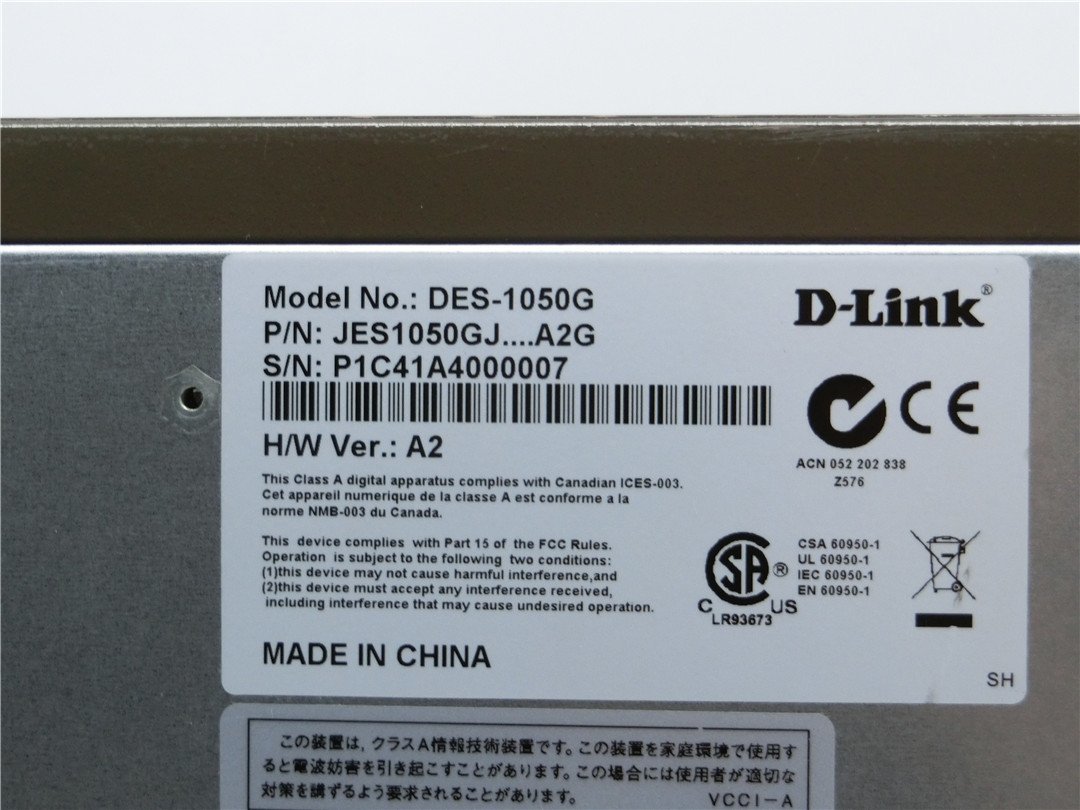 Model No.: DES-1050G
P/N: JES1050GJ....A2G
S/N: P1C41A4000007
H/W Ver.: A2
This Class A digital apparatus complies with Canadian ICES-003.
Cet appareil numerique de la classe A est conforme a la
norme NMB-003 du Canada.
This device complies with Part 15 of the FCC Rules.
Operation is subject to the following two conditions:
(1)this device may not cause harmful interference,and
(2)this device must accept any interference received,
including interference that may cause undesired operation.
MADE IN CHINA
D-Link®
CE
ACN 052 202 838
Z576
SA®
C US
LR93673
CSA 60950-1
UL 60950-1
IEC 60950-1
EN 60950-1
SH
この装置は，クラスA情報技術装置です。この装置を家庭環境で使用す
ると電波妨害を引き起こすことがあります。この場合には使用者が適切な
対策を講ずるよう要求されることがあります。
VCCI－A